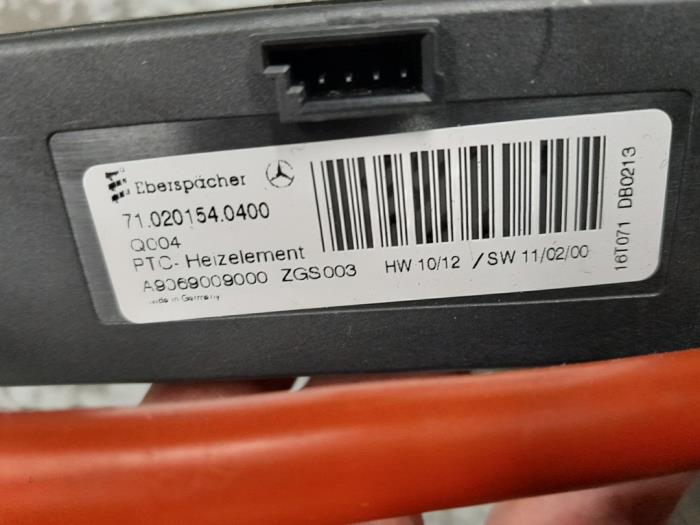 Eberspächer
71.020154.0400
Q004
PTC-Heizelement
A9069009000 ZGS003
made in Germany
HW 10/12 / SW 11/02/00
16T071 DB0213